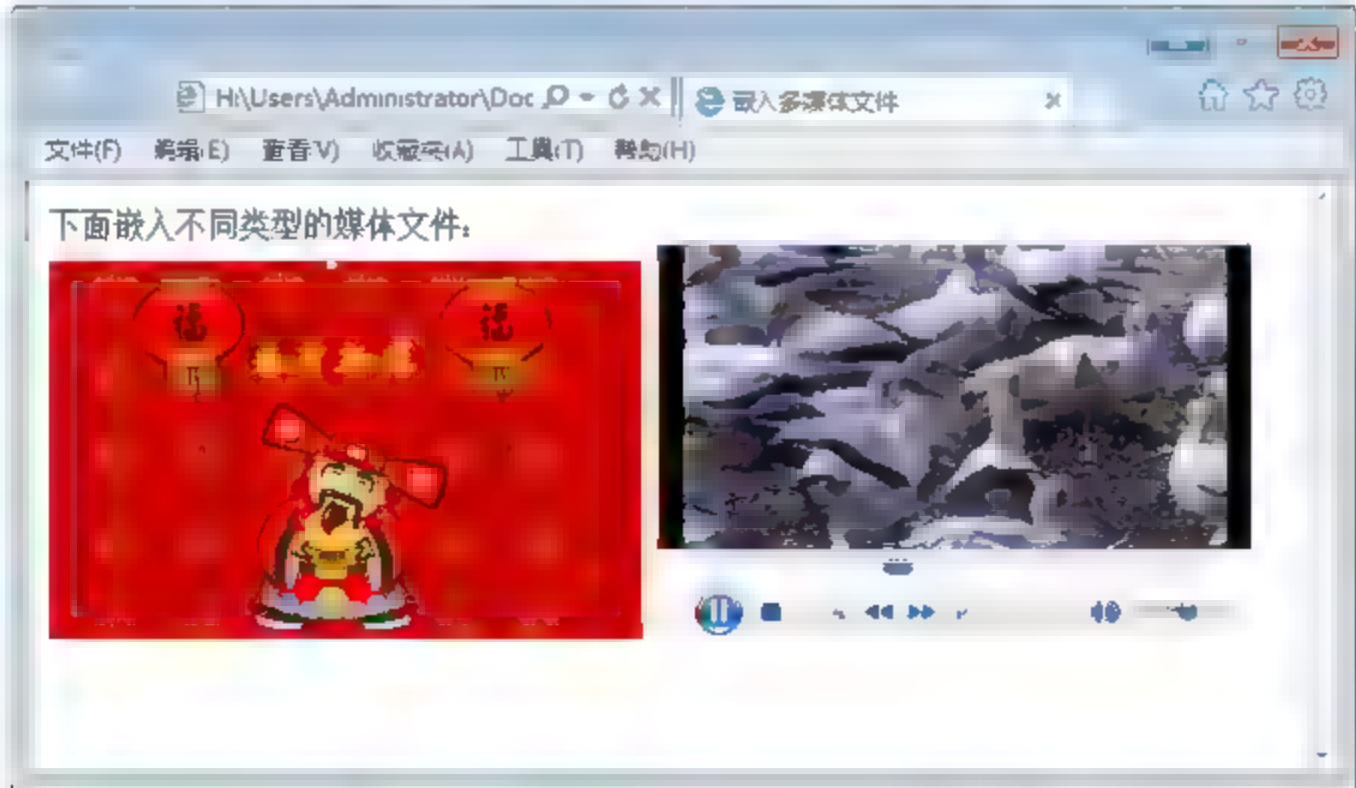 H:\Users\Administrator\Doc
嵌入多媒体文件
文件(F) 编辑(E) 查看(V) 收藏夹(A) 工具(T) 帮助(H)
下面嵌入不同类型的媒体文件:
福 福